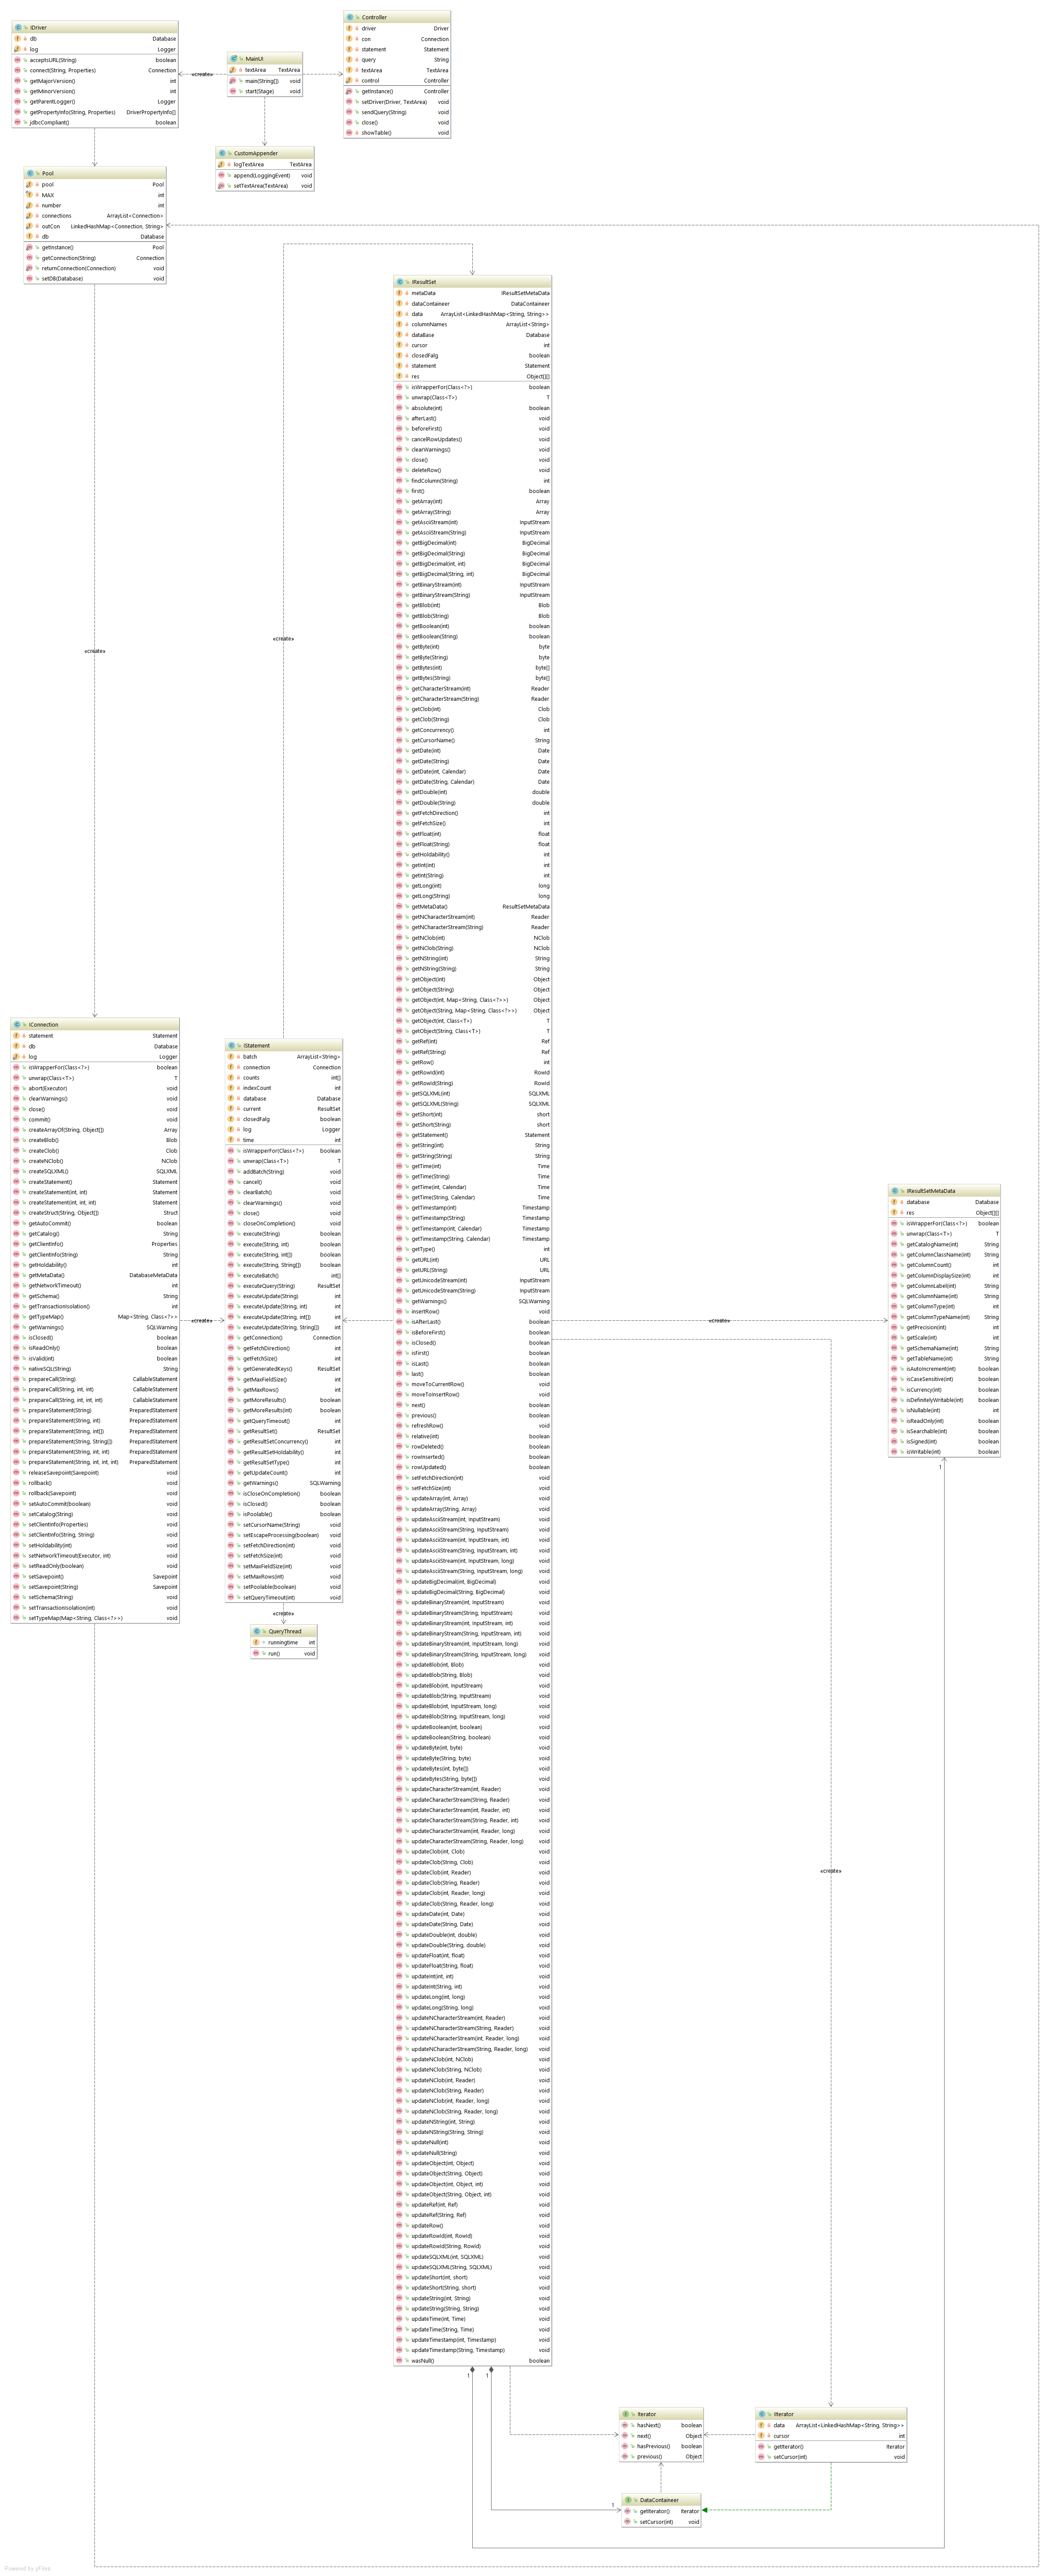 IDriver
db Database
log Logger
acceptsURL(String) boolean
connect(String, Properties) Connection
getMajorVersion() int
getMinorVersion() int
getParentLogger() Logger
getPropertyInfo(String, Properties) DriverPropertyInfo[]
jdbcCompliant() boolean
«create»
MainUI
textArea TextArea
main(String[]) void
start(Stage) void
Controller
driver Driver
con Connection
statement Statement
query String
textArea TextArea
control Controller
getInstance() Controller
setDriver(Driver, TextArea) void
sendQuery(String) void
close() void
showTable() void
CustomAppender
logTextArea TextArea
append(LoggingEvent) void
setTextArea(TextArea) void
Pool
pool Pool
MAX int
number int
connections ArrayList<Connection>
outCon LinkedHashMap<Connection, String>
db Database
getInstance() Pool
getConnection(String) Connection
returnConnection(Connection) void
setDB(Database) void
«create»
«create»
IResultSet
metaData IResultSetMetaData
dataContaineer DataContaineer
data ArrayList<LinkedHashMap<String, String>>
columnNames ArrayList<String>
dataBase Database
cursor int
closedFalg boolean
statement Statement
res Object[][]
isWrapperFor(Class<?>) boolean
unwrap(Class<T>) T
absolute(int) boolean
afterLast() void
beforeFirst() void
cancelRowUpdates() void
clearWarnings() void
close() void
deleteRow() void
findColumn(String) int
first() boolean
getArray(int) Array
getArray(String) Array
getAsciiStream(int) InputStream
getAsciiStream(String) InputStream
getBigDecimal(int) BigDecimal
getBigDecimal(String) BigDecimal
getBigDecimal(int, int) BigDecimal
getBigDecimal(String, int) BigDecimal
getBinaryStream(int) InputStream
getBinaryStream(String) InputStream
getBlob(int) Blob
getBlob(String) Blob
getBoolean(int) boolean
getBoolean(String) boolean
getByte(int) byte
getByte(String) byte
getBytes(int) byte[]
getBytes(String) byte[]
getCharacterStream(int) Reader
getCharacterStream(String) Reader
getClob(int) Clob
getClob(String) Clob
getConcurrency() int
getCursorName() String
getDate(int) Date
getDate(String) Date
getDate(int, Calendar) Date
getDate(String, Calendar) Date
getDouble(int) double
getDouble(String) double
getFetchDirection() int
getFetchSize() int
getFloat(int) float
getFloat(String) float
getHoldability() int
getInt(int) int
getInt(String) int
getLong(int) long
getLong(String) long
getMetaData() ResultSetMetaData
getNCharacterStream(int) Reader
getNCharacterStream(String) Reader
getNClob(int) NClob
getNClob(String) NClob
getNString(int) String
getNString(String) String
getObject(int) Object
getObject(String) Object
getObject(int, Map<String, Class<?>>) Object
getObject(String, Map<String, Class<?>>) Object
getObject(int, Class<T>) T
getObject(String, Class<T>) T
getRef(int) Ref
getRef(String) Ref
getRow() int
getRowId(int) RowId
getRowId(String) RowId
getSQLXML(int) SQLXML
getSQLXML(String) SQLXML
getShort(int) short
getShort(String) short
getStatement() Statement
getString(int) String
getString(String) String
getTime(int) Time
getTime(String) Time
getTime(int, Calendar) Time
getTime(String, Calendar) Time
getTimestamp(int) Timestamp
getTimestamp(String) Timestamp
getTimestamp(int, Calendar) Timestamp
getTimestamp(String, Calendar) Timestamp
getType() int
getURL(int) URL
getURL(String) URL
getUnicodeStream(int) InputStream
getUnicodeStream(String) InputStream
getWarnings() SQLWarning
insertRow() void
isAfterLast() boolean
isBeforeFirst() boolean
isClosed() boolean
isFirst() boolean
isLast() boolean
last() boolean
moveToCurrentRow() void
moveToInsertRow() void
next() boolean
previous() boolean
refreshRow() void
relative(int) boolean
rowDeleted() boolean
rowInserted() boolean
rowUpdated() boolean
setFetchDirection(int) void
setFetchSize(int) void
updateArray(int, Array) void
updateArray(String, Array) void
updateAsciiStream(int, InputStream) void
updateAsciiStream(String, InputStream) void
updateAsciiStream(int, InputStream, int) void
updateAsciiStream(String, InputStream, int) void
updateAsciiStream(int, InputStream, long) void
updateAsciiStream(String, InputStream, long) void
updateBigDecimal(int, BigDecimal) void
updateBigDecimal(String, BigDecimal) void
updateBinaryStream(int, InputStream) void
updateBinaryStream(String, InputStream) void
updateBinaryStream(int, InputStream, int) void
updateBinaryStream(String, InputStream, int) void
updateBinaryStream(int, InputStream, long) void
updateBinaryStream(String, InputStream, long) void
updateBlob(int, Blob) void
updateBlob(String, Blob) void
updateBlob(int, InputStream) void
updateBlob(String, InputStream) void
updateBlob(int, InputStream, long) void
updateBlob(String, InputStream, long) void
updateBoolean(int, boolean) void
updateBoolean(String, boolean) void
updateByte(int, byte) void
updateByte(String, byte) void
updateBytes(int, byte[]) void
updateBytes(String, byte[]) void
updateCharacterStream(int, Reader) void
updateCharacterStream(String, Reader) void
updateCharacterStream(int, Reader, int) void
updateCharacterStream(String, Reader, int) void
updateCharacterStream(int, Reader, long) void
updateCharacterStream(String, Reader, long) void
updateClob(int, Clob) void
updateClob(String, Clob) void
updateClob(int, Reader) void
updateClob(String, Reader) void
updateClob(int, Reader, long) void
updateClob(String, Reader, long) void
updateDate(int, Date) void
updateDate(String, Date) void
updateDouble(int, double) void
updateDouble(String, double) void
updateFloat(int, float) void
updateFloat(String, float) void
updateInt(int, int) void
updateInt(String, int) void
updateLong(int, long) void
updateLong(String, long) void
updateNCharacterStream(int, Reader) void
updateNCharacterStream(String, Reader) void
updateNCharacterStream(int, Reader, long) void
updateNCharacterStream(String, Reader, long) void
updateNClob(int, NClob) void
updateNClob(String, NClob) void
updateNClob(int, Reader) void
updateNClob(String, Reader) void
updateNClob(int, Reader, long) void
updateNClob(String, Reader, long) void
updateNString(int, String) void
updateNString(String, String) void
updateNull(int) void
updateNull(String) void
updateObject(int, Object) void
updateObject(String, Object) void
updateObject(int, Object, int) void
updateObject(String, Object, int) void
updateRef(int, Ref) void
updateRef(String, Ref) void
updateRow() void
updateRowId(int, RowId) void
updateRowId(String, RowId) void
updateSQLXML(int, SQLXML) void
updateSQLXML(String, SQLXML) void
updateShort(int, short) void
updateShort(String, short) void
updateString(int, String) void
updateString(String, String) void
updateTime(int, Time) void
updateTime(String, Time) void
updateTimestamp(int, Timestamp) void
updateTimestamp(String, Timestamp) void
wasNull() boolean
IConnection
statement Statement
db Database
log Logger
isWrapperFor(Class<?>) boolean
unwrap(Class<T>) T
abort(Executor) void
clearWarnings() void
close() void
commit() void
createArrayOf(String, Object[]) Array
createBlob() Blob
createClob() Clob
createNClob() NClob
createSQLXML() SQLXML
createStatement() Statement
createStatement(int, int) Statement
createStatement(int, int, int) Statement
createStruct(String, Object[]) Struct
getAutoCommit() boolean
getCatalog() String
getClientInfo() Properties
getClientInfo(String) String
getHoldability() int
getMetaData() DatabaseMetaData
getNetworkTimeout() int
getSchema() String
getTransactionIsolation() int
getTypeMap() Map<String, Class<?>>
getWarnings() SQLWarning
isClosed() boolean
isReadOnly() boolean
isValid(int) boolean
nativeSQL(String) String
prepareCall(String) CallableStatement
prepareCall(String, int, int) CallableStatement
prepareCall(String, int, int, int) CallableStatement
prepareStatement(String) PreparedStatement
prepareStatement(String, int) PreparedStatement
prepareStatement(String, int[]) PreparedStatement
prepareStatement(String, String[]) PreparedStatement
prepareStatement(String, int, int) PreparedStatement
prepareStatement(String, int, int, int) PreparedStatement
releaseSavepoint(Savepoint) void
rollback() void
rollback(Savepoint) void
setAutoCommit(boolean) void
setCatalog(String) void
setClientInfo(Properties) void
setClientInfo(String, String) void
setHoldability(int) void
setNetworkTimeout(Executor, int) void
setReadOnly(boolean) void
setSavepoint() Savepoint
setSavepoint(String) Savepoint
setSchema(String) void
setTransactionIsolation(int) void
setTypeMap(Map<String, Class<?>>) void
«create»
IStatement
batch ArrayList<String>
connection Connection
counts int[]
indexCount int
database Database
current ResultSet
closedFalg boolean
log Logger
time int
isWrapperFor(Class<?>) boolean
unwrap(Class<T>) T
addBatch(String) void
cancel() void
clearBatch() void
clearWarnings() void
close() void
closeOnCompletion() void
execute(String) boolean
execute(String, int) boolean
execute(String, int[]) boolean
execute(String, String[]) boolean
executeBatch() int[]
executeQuery(String) ResultSet
executeUpdate(String) int
executeUpdate(String, int) int
executeUpdate(String, int[]) int
executeUpdate(String, String[]) int
getConnection() Connection
getFetchDirection() int
getFetchSize() int
getGeneratedKeys() ResultSet
getMaxFieldSize() int
getMaxRows() int
getMoreResults() boolean
getMoreResults(int) boolean
getQueryTimeout() int
getResultSet() ResultSet
getResultSetConcurrency() int
getResultSetHoldability() int
getResultSetType() int
getUpdateCount() int
getWarnings() SQLWarning
isCloseOnCompletion() boolean
isClosed() boolean
isPoolable() boolean
setCursorName(String) void
setEscapeProcessing(boolean) void
setFetchDirection(int) void
setFetchSize(int) void
setMaxFieldSize(int) void
setMaxRows(int) void
setPoolable(boolean) void
setQueryTimeout(int) void
«create»
QueryThread
runningtime int
run() void
«create»
IResultSetMetaData
database Database
res Object[][]
isWrapperFor(Class<?>) boolean
unwrap(Class<T>) T
getCatalogName(int) String
getColumnClassName(int) String
getColumnCount() int
getColumnDisplaySize(int) int
getColumnLabel(int) String
getColumnName(int) String
getColumnType(int) int
getColumnTypeName(int) String
getPrecision(int) int
getScale(int) int
getSchemaName(int) String
getTableName(int) String
isAutoIncrement(int) boolean
isCaseSensitive(int) boolean
isCurrency(int) boolean
isDefinitelyWritable(int) boolean
isNullable(int) int
isReadOnly(int) boolean
isSearchable(int) boolean
isSigned(int) boolean
isWritable(int) boolean
1
«create»
1 1
Iterator
hasNext() boolean
next() Object
hasPrevious() boolean
previous() Object
IIterator
data ArrayList<LinkedHashMap<String, String>>
cursor int
getIterator() Iterator
setCursor(int) void
1
DataContaineer
getIterator() Iterator
setCursor(int) void
Powered by yFiles